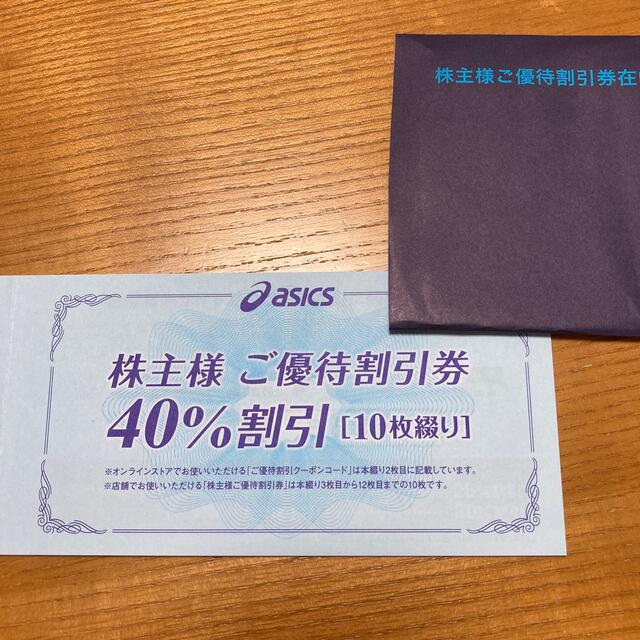 株主様ご優待割引券在
asics
株主様 ご優待割引券
40%割引[10枚綴り]
※オンラインストアでお使いいただける「ご優待割引クーポンコード」は本綴り2枚目に記載しています。
※店舗でお使いいただける「株主様ご優待割引券」は本綴り3枚目から12枚目までの10枚です。